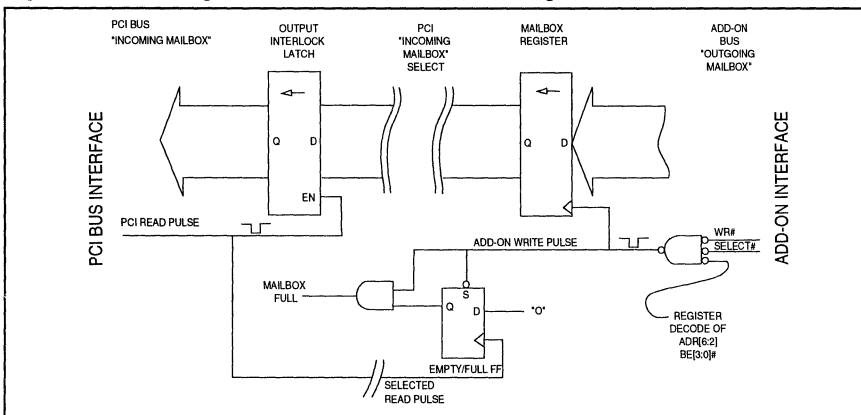 PCI BUS
"INCOMING MAILBOX"
OUTPUT
INTERLOCK
LATCH
PCI
"INCOMING
MAILBOX"
SELECT
MAILBOX
REGISTER
ADD-ON
BUS
"OUTGOING
MAILBOX"
PCI BUS INTERFACE
Q D
EN
Q D
ADD-ON INTERFACE
PCI READ PULSE
ADD-ON WRITE PULSE
WR#
SELECT#
MAILBOX
FULL
S
Q D
"O"
REGISTER
DECODE OF
ADR[6:2]
BE[3:0]#
EMPTY/FULL FF
SELECTED
READ PULSE